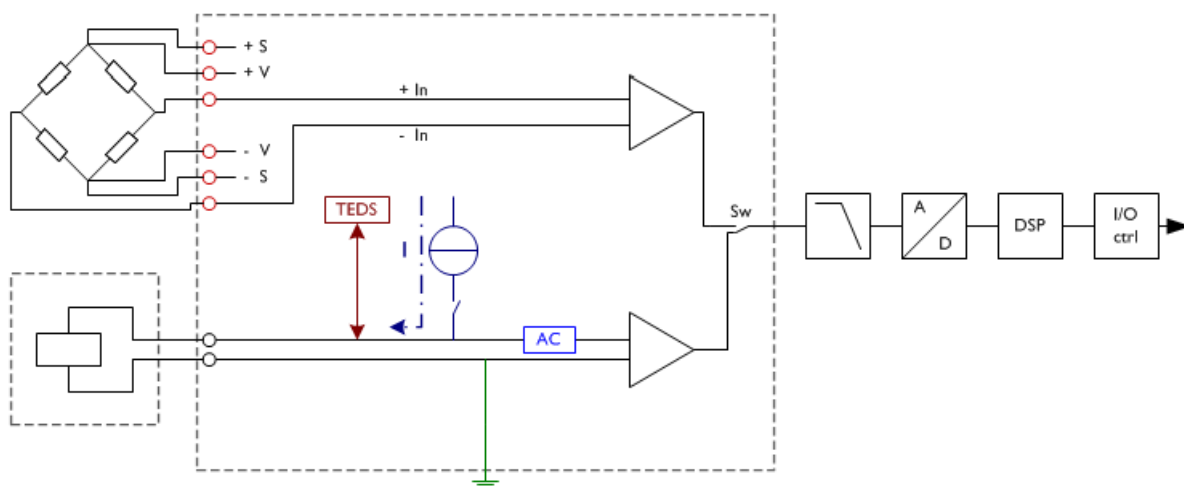 + S
+ V
+ In
- In
- V
- S
TEDS
I
Sw
A
D
DSP
I/O
ctrl
AC